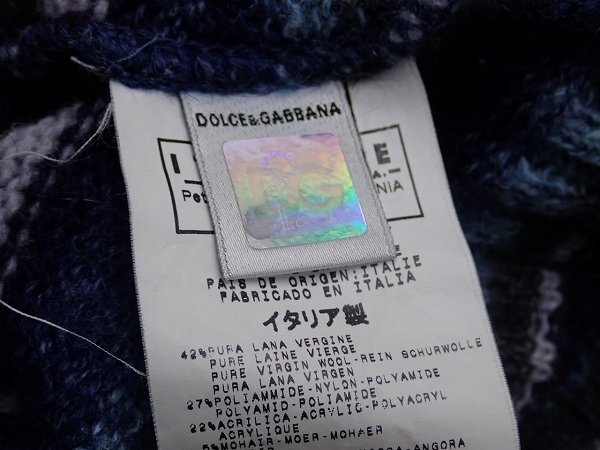 DOLCE&GABBANA
PAIS DE ORIGEN:ITALIE
FABRICADO EN ITALIA
イタリア製
42%PURA LANA VERGINE
PURE LAINE VIERGE
PURE VIRGIN WOOL-REIN SCHURWOLLE
PURA LANA VIRGEN
27%POLIAMMIDE-NYLON-POLYAMIDE
POLYAMID-POLIAMIDE
22%ACRILICA-ACRYLIC-POLYACRYL
ACRYLIQUE
5%MOHAIR-MOER-MOHAER